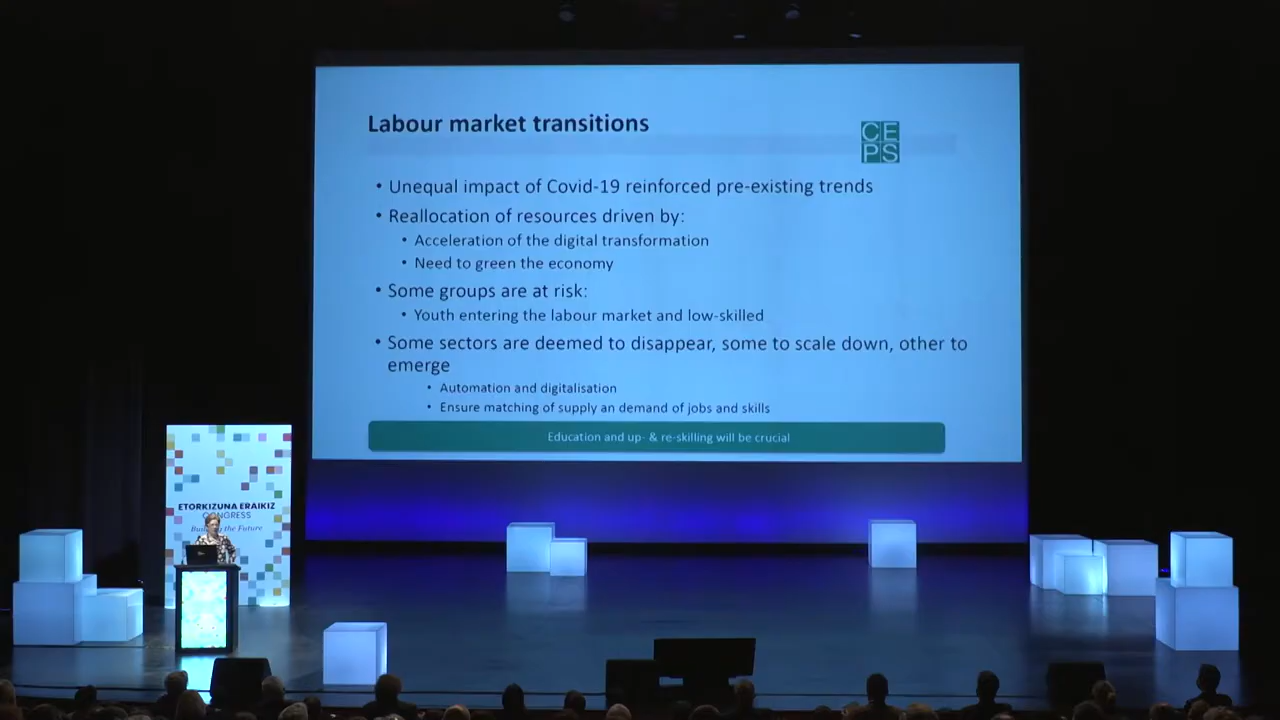 Labour market transitions
CE
PS
• Unequal impact of Covid-19 reinforced pre-existing trends
• Reallocation of resources driven by:
• Acceleration of the digital transformation
• Need to green the economy
• Some groups are at risk:
• Youth entering the labour market and low-skilled
• Some sectors are deemed to disappear, some to scale down, other to
emerge
• Automation and digitalisation
• Ensure matching of supply an demand of jobs and skills
Education and up- & re-skilling will be crucial
ETORKIZUNA ERAIKIZ
CONGRESS
the Future